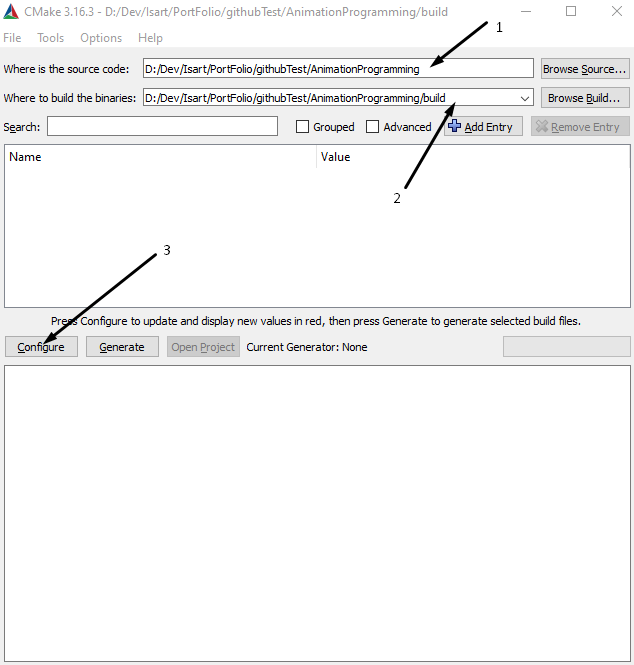 CMake 3.16.3 - D:/Dev/Isart/PortFolio/githubTest/AnimationProgramming/build
1
File Tools Options Help
Where is the source code: D:/Dev/Isart/PortFolio/githubTest/AnimationProgramming Browse Source...
Where to build the binaries: D:/Dev/Isart/PortFolio/githubTest/AnimationProgramming/build Browse Build...
Search: Grouped Advanced Add Entry Remove Entry
Name Value
2
3
Press Configure to update and display new values in red, then press Generate to generate selected build files.
Configure Generate Open Project Current Generator: None